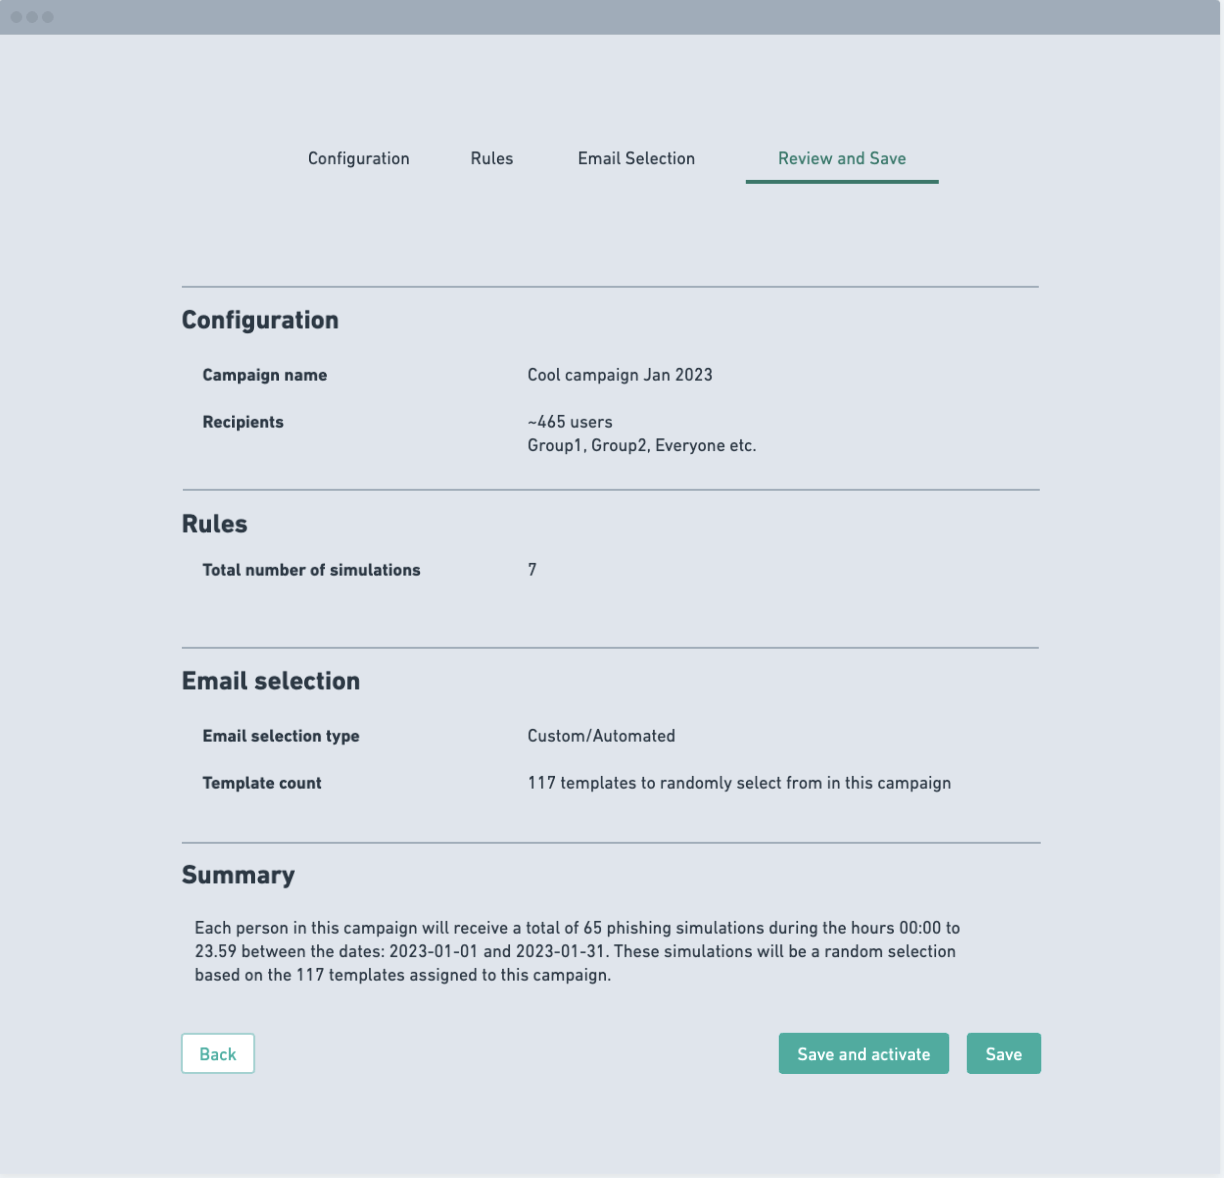 Configuration
Rules
Email Selection
Review and Save
Configuration
Campaign name
Cool campaign Jan 2023
Recipients
~465 users
Group1, Group2, Everyone etc.
Rules
Total number of simulations
7
Email selection
Email selection type
Custom/Automated
Template count
117 templates to randomly select from in this campaign
Summary
Each person in this campaign will receive a total of 65 phishing simulations during the hours 00:00 to
23.59 between the dates: 2023-01-01 and 2023-01-31. These simulations will be a random selection
based on the 117 templates assigned to this campaign.
Back
Save and activate
Save